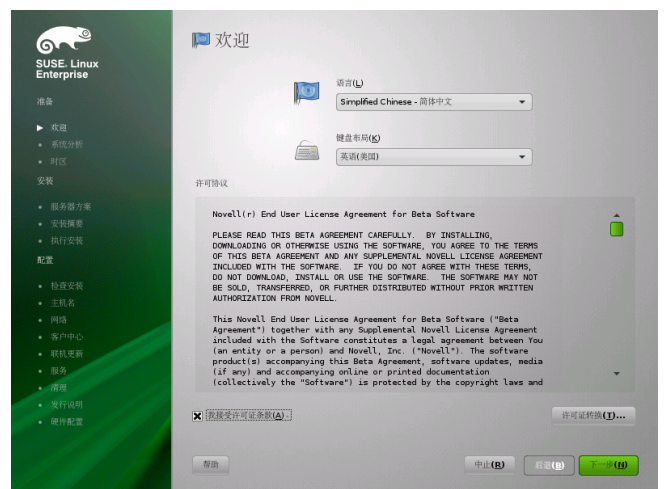 SUSE. Linux
Enterprise
准备
欢迎
系统分析
时区
安装
服务器方案
安装摘要
执行安装
配置
检查安装
主机名
网络
客户中心
联机更新
服务
清理
发行说明
硬件配置
欢迎
语言(L)
Simplified Chinese - 简体中文
键盘布局(K)
英语(美国)
许可协议
Novell(r) End User License Agreement for Beta Software
PLEASE READ THIS BETA AGREEMENT CAREFULLY. BY INSTALLING,
DOWNLOADING OR OTHERWISE USING THE SOFTWARE, YOU AGREE TO THE TERMS
OF THIS BETA AGREEMENT AND ANY SUPPLEMENTAL NOVELL LICENSE AGREEMENT
INCLUDED WITH THE SOFTWARE. IF YOU DO NOT AGREE WITH THESE TERMS,
DO NOT DOWNLOAD, INSTALL OR USE THE SOFTWARE. THE SOFTWARE MAY NOT
BE SOLD, TRANSFERRED, OR FURTHER DISTRIBUTED WITHOUT PRIOR WRITTEN
AUTHORIZATION FROM NOVELL.
This Novell End User License Agreement for Beta Software ("Beta
Agreement") together with any Supplemental Novell License Agreement
included with the Software constitutes a legal agreement between You
(an entity or a person) and Novell, Inc. ("Novell"). The software
product(s) accompanying this Beta Agreement, software updates, media
(if any) and accompanying online or printed documentation
(collectively the "Software") is protected by the copyright laws and
我接受许可证条款(A)。
许可证转换(T)...
帮助
中止(R)
后退(B)
下一步(N)